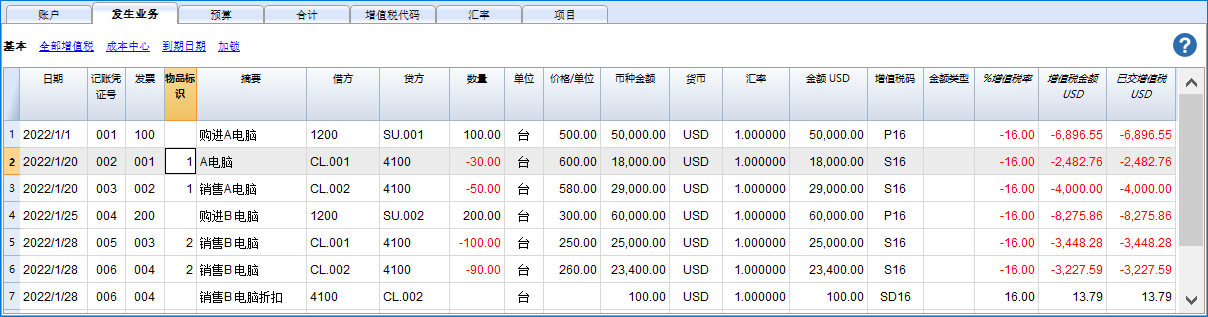 账户 发生业务 预算 合计 增值税代码 汇率 项目
基本 全部增值税 成本中心 到期日期 加锁 ?
日期 记账凭证号 发票 物品标识 摘要 借方 贷方 数量 单位 价格/单位 币种金额 货币 汇率 金额 USD 增值税码 金额类型 %增值税率 增值税金额 USD 已交增值税 USD
1 2022/1/1 001 100 购进A电脑 1200 SU.001 100.00 台 500.00 50,000.00 USD 1.000000 50,000.00 P16 -16.00 -6,896.55 -6,896.55
2 2022/1/20 002 001 1 A电脑 CL.001 4100 -30.00 台 600.00 18,000.00 USD 1.000000 18,000.00 S16 -16.00 -2,482.76 -2,482.76
3 2022/1/20 003 002 1 销售A电脑 CL.002 4100 -50.00 台 580.00 29,000.00 USD 1.000000 29,000.00 S16 -16.00 -4,000.00 -4,000.00
4 2022/1/25 004 200 购进B电脑 1200 SU.002 200.00 台 300.00 60,000.00 USD 1.000000 60,000.00 P16 -16.00 -8,275.86 -8,275.86
5 2022/1/28 005 003 2 销售B电脑 CL.001 4100 -100.00 台 250.00 25,000.00 USD 1.000000 25,000.00 S16 -16.00 -3,448.28 -3,448.28
6 2022/1/28 006 004 2 销售B电脑 CL.002 4100 -90.00 台 260.00 23,400.00 USD 1.000000 23,400.00 S16 -16.00 -3,227.59 -3,227.59
7 2022/1/28 006 004 销售B电脑折扣 4100 CL.002 台 100.00 USD 1.000000 100.00 SD16 16.00 13.79 13.79